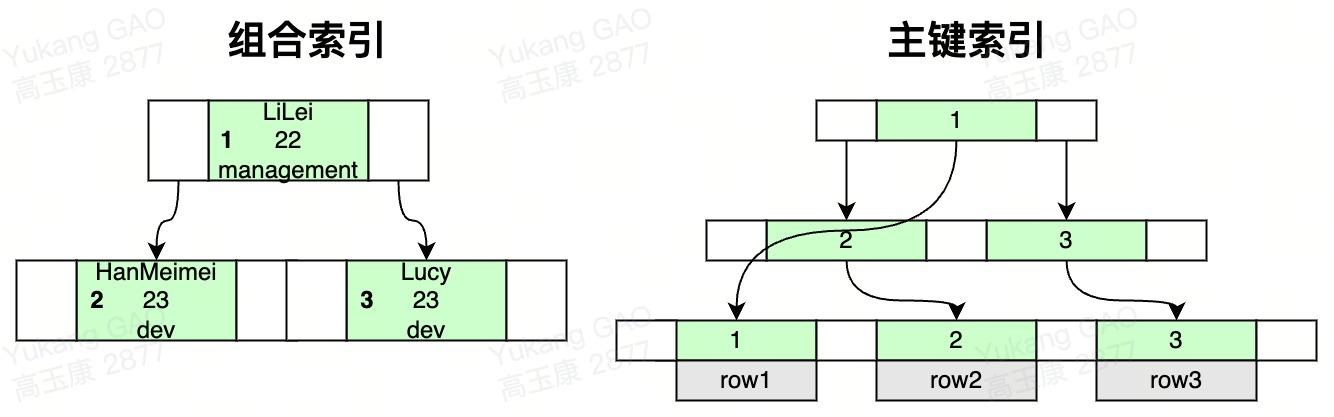 组合索引
主键索引
LiLei
1 22
management
HanMeimei
2 23
dev
Lucy
3 23
dev
1
2
3
1
2
3
row1
row2
row3
Yukang GAO
高玉康 2877
Yukang GAO
高玉康 2877
Yukang GAO
高玉康 2877
Yukang GAO
高玉康 2877
Yukang GAO
高玉康 2877
Yukang GAO
高玉康 2877